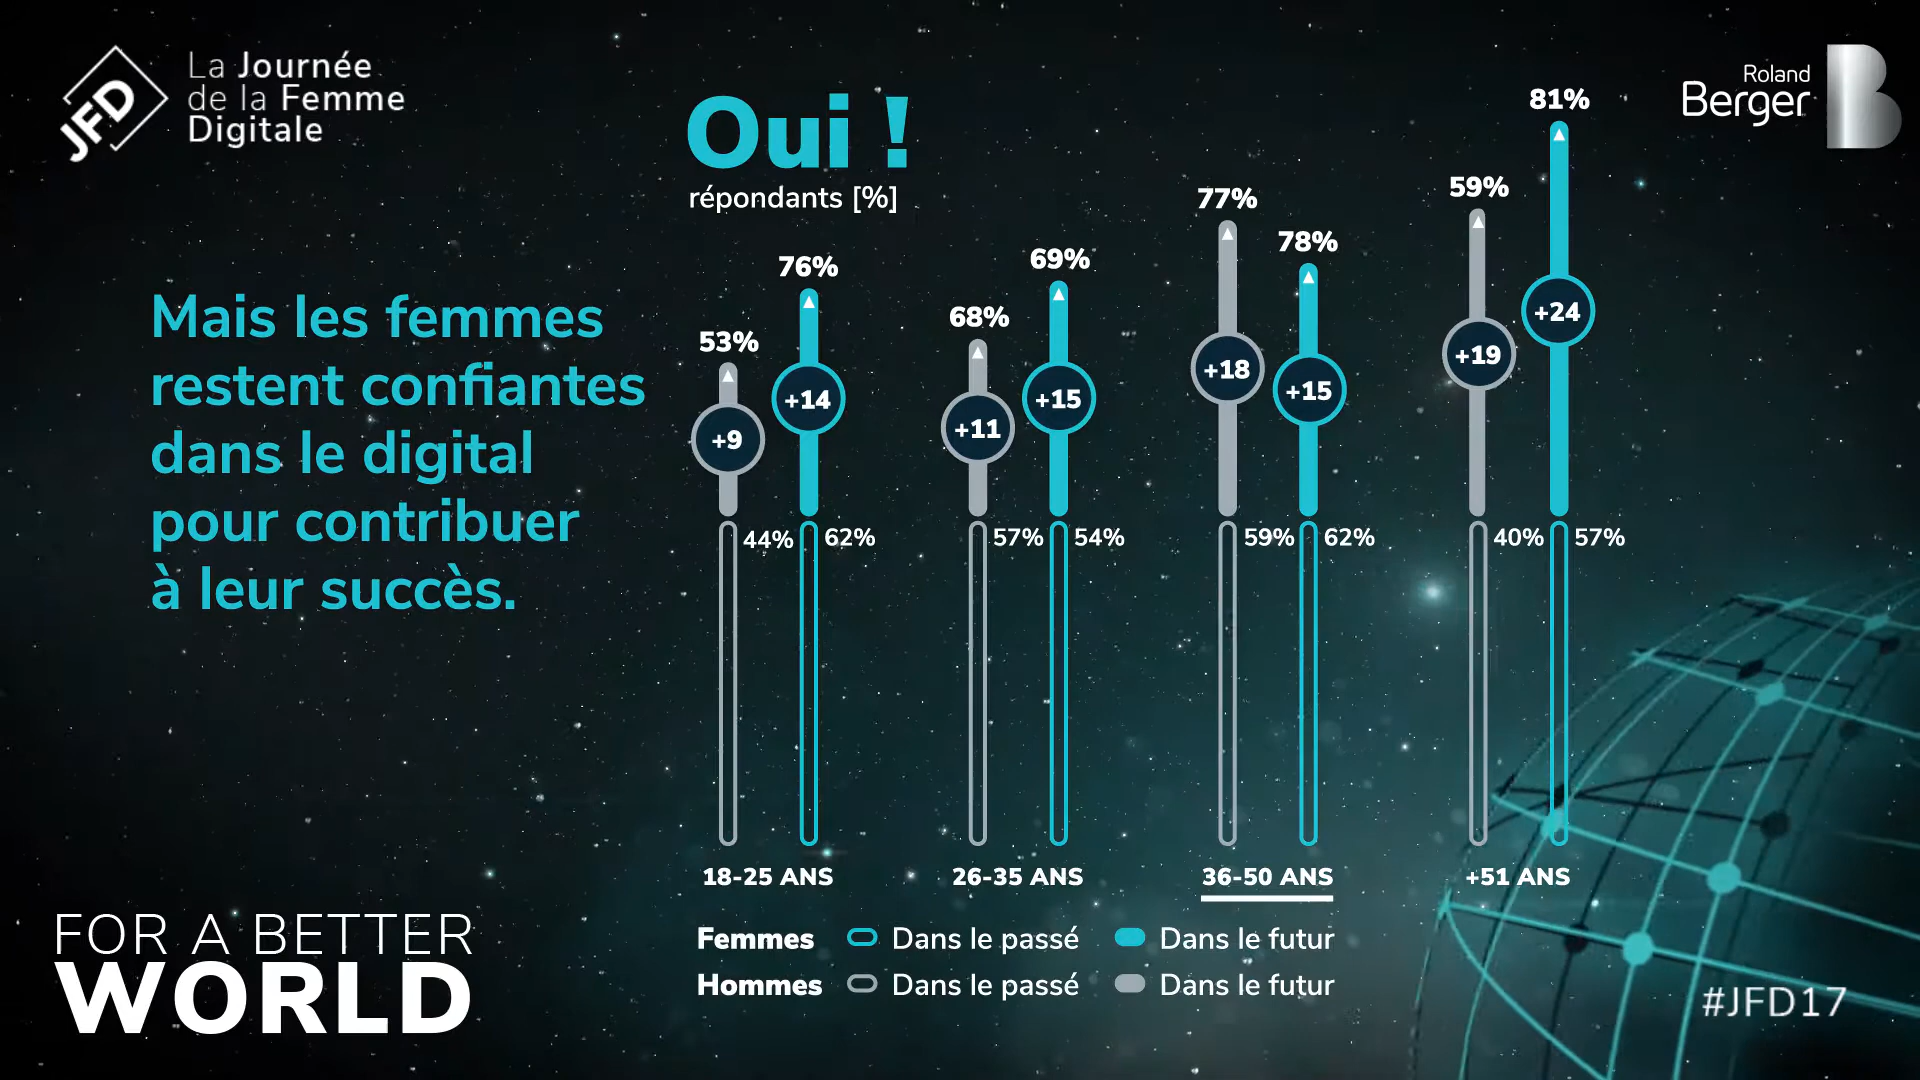 JFD
La Journée
de la Femme
Digitale
Roland
Berger
B
Oui !
répondants [%]
Mais les femmes
restent confiantes
dans le digital
pour contribuer
à leur succès.
53%
+9
44%
76%
+14
62%
68%
+11
57%
69%
+15
54%
77%
+18
59%
78%
+15
62%
59%
+19
40%
81%
+24
57%
18-25 ANS
26-35 ANS
36-50 ANS
+51 ANS
Femmes Dans le passé Dans le futur
Hommes Dans le passé Dans le futur
FOR A BETTER
WORLD
#JFD17